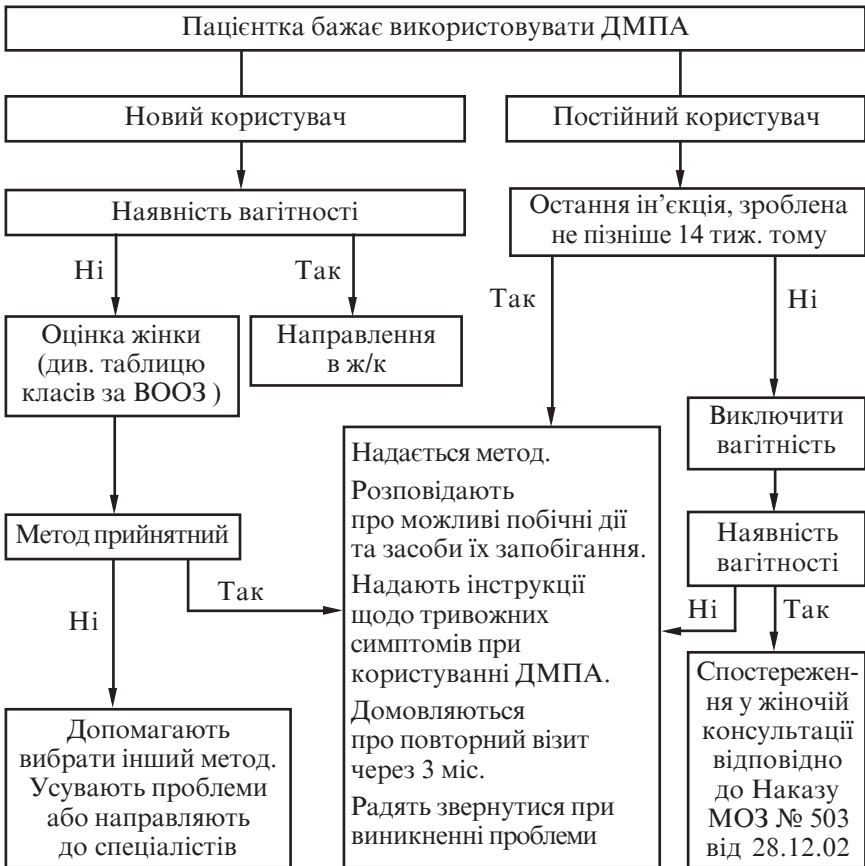 Пацієнтка бажає використовувати ДМПА
Новий користувач
Постійний користувач
Наявність вагітності
Остання ін’єкція, зроблена
не пізніше 14 тиж. тому
Ні
Так
Так
Ні
Оцінка жінки
(див. таблицю
класів за ВООЗ )
Направлення
в ж/к
Виключити
вагітність
Метод прийнятний
Наявність
вагітності
Ні
Так
Ні
Так
Надається метод.
Розповідають
про можливі побічні дії
та засоби їх запобігання.
Надають інструкції
щодо тривожних
симптомів при
користуванні ДМПА.
Домовляються
про повторний візит
через 3 міс.
Радять звернутися при
виникненні проблеми
Допомагають
вибрати інший метод.
Усувають проблеми
або направляють
до спеціалістів
Спостережен-
ня у жіночій
консультації
відповідно
до Наказу
МОЗ № 503
від 28.12.02